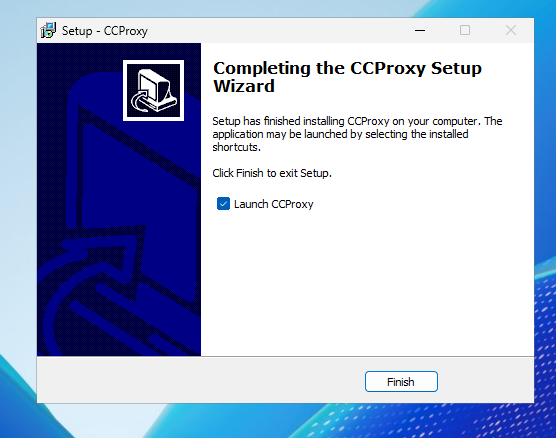 Setup - CCProxy
Completing the CCProxy Setup
Wizard
Setup has finished installing CCProxy on your computer. The
application may be launched by selecting the installed
shortcuts.
Click Finish to exit Setup.
Launch CCProxy
Finish